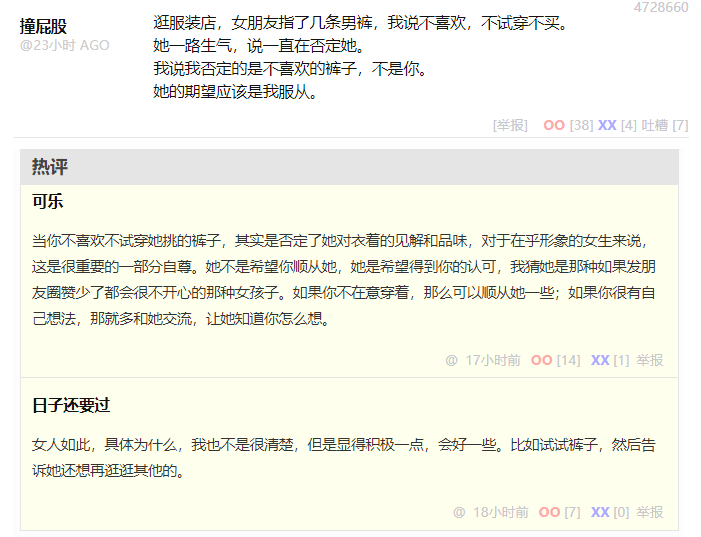 4728660
撞屁股
@23小时 AGO
逛服装店，女朋友指了几条男裤，我说不喜欢，不试穿不买。
她一路生气，说一直在否定她。
我说我否定的是不喜欢的裤子，不是你。
她的期望应该是我服从。
[举报] OO [38] XX [4] 吐槽 [7]
热评
可乐
当你不喜欢不试穿她挑的裤子，其实是否定了她对衣着的见解和品味，对于在乎形象的女生来说，
这是很重要的一部分自尊。她不是希望你顺从她，她是希望得到你的认可，我猜她是那种如果发朋
友圈赞少了都会很不开心的那种女孩子。如果你不在意穿着，那么可以顺从她一些；如果你很有自
己想法，那就多和她交流，让她知道你怎么想。
@ 17小时前 OO [14] XX [1] 举报
日子还要过
女人如此，具体为什么，我也不是很清楚，但是显得积极一点，会好一些。比如试试裤子，然后告
诉她还想再逛逛其他的。
@ 18小时前 OO [7] XX [0] 举报